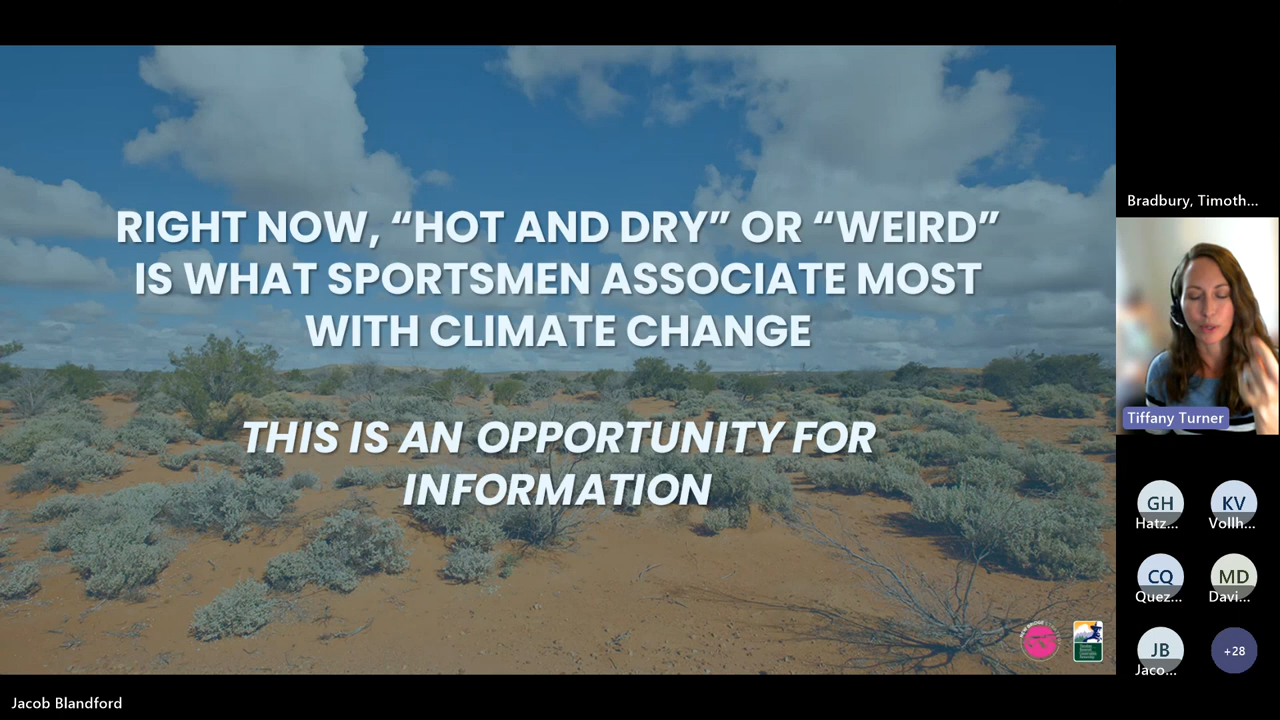 RIGHT NOW, “HOT AND DRY” OR “WEIRD”
IS WHAT SPORTSMEN ASSOCIATE MOST
WITH CLIMATE CHANGE
THIS IS AN OPPORTUNITY FOR
INFORMATION
Bradbury, Timoth...
Tiffany Turner
GH
Hatz...
KV
Vollh...
CQ
Quez...
MD
Davi...
JB
Jaco...
+28
Jacob Blandford